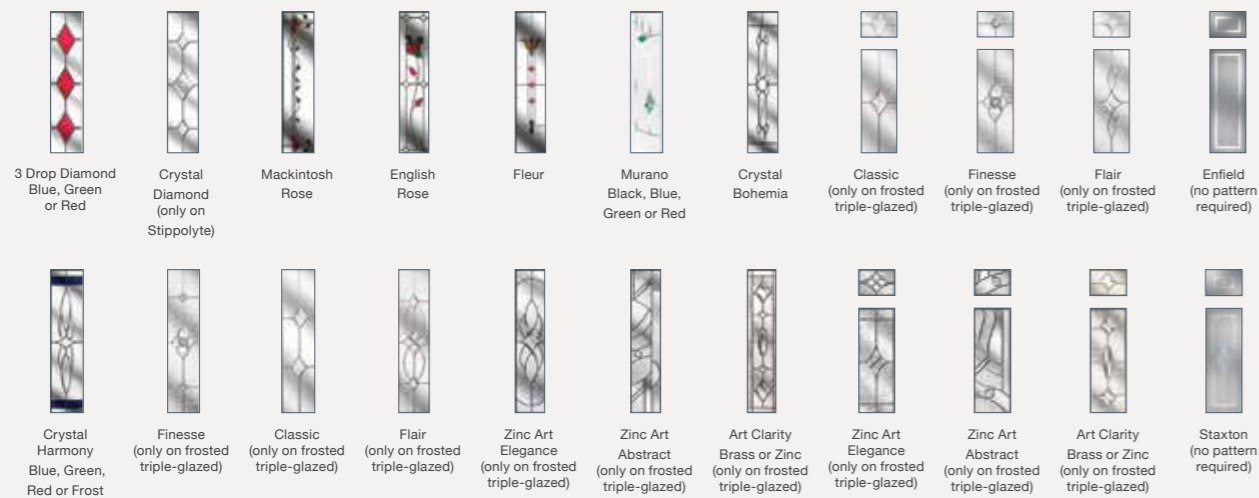 3 Drop Diamond
Blue, Green
or Red
Crystal
Diamond
(only on
Stippolyte)
Mackintosh
Rose
English
Rose
Fleur
Murano
Black, Blue,
Green or Red
Crystal
Bohemia
Classic
(only on frosted
triple-glazed)
Finesse
(only on frosted
triple-glazed)
Flair
(only on frosted
triple-glazed)
Enfield
(no pattern
required)
Crystal
Harmony
Blue, Green,
Red or Frost
Finesse
(only on frosted
triple-glazed)
Classic
(only on frosted
triple-glazed)
Flair
(only on frosted
triple-glazed)
Zinc Art
Elegance
(only on frosted
triple-glazed)
Zinc Art
Abstract
(only on frosted
triple-glazed)
Art Clarity
Brass or Zinc
(only on frosted
triple-glazed)
Zinc Art
Elegance
(only on frosted
triple-glazed)
Zinc Art
Abstract
(only on frosted
triple-glazed)
Art Clarity
Brass or Zinc
(only on frosted
triple-glazed)
Staxton
(no pattern
required)